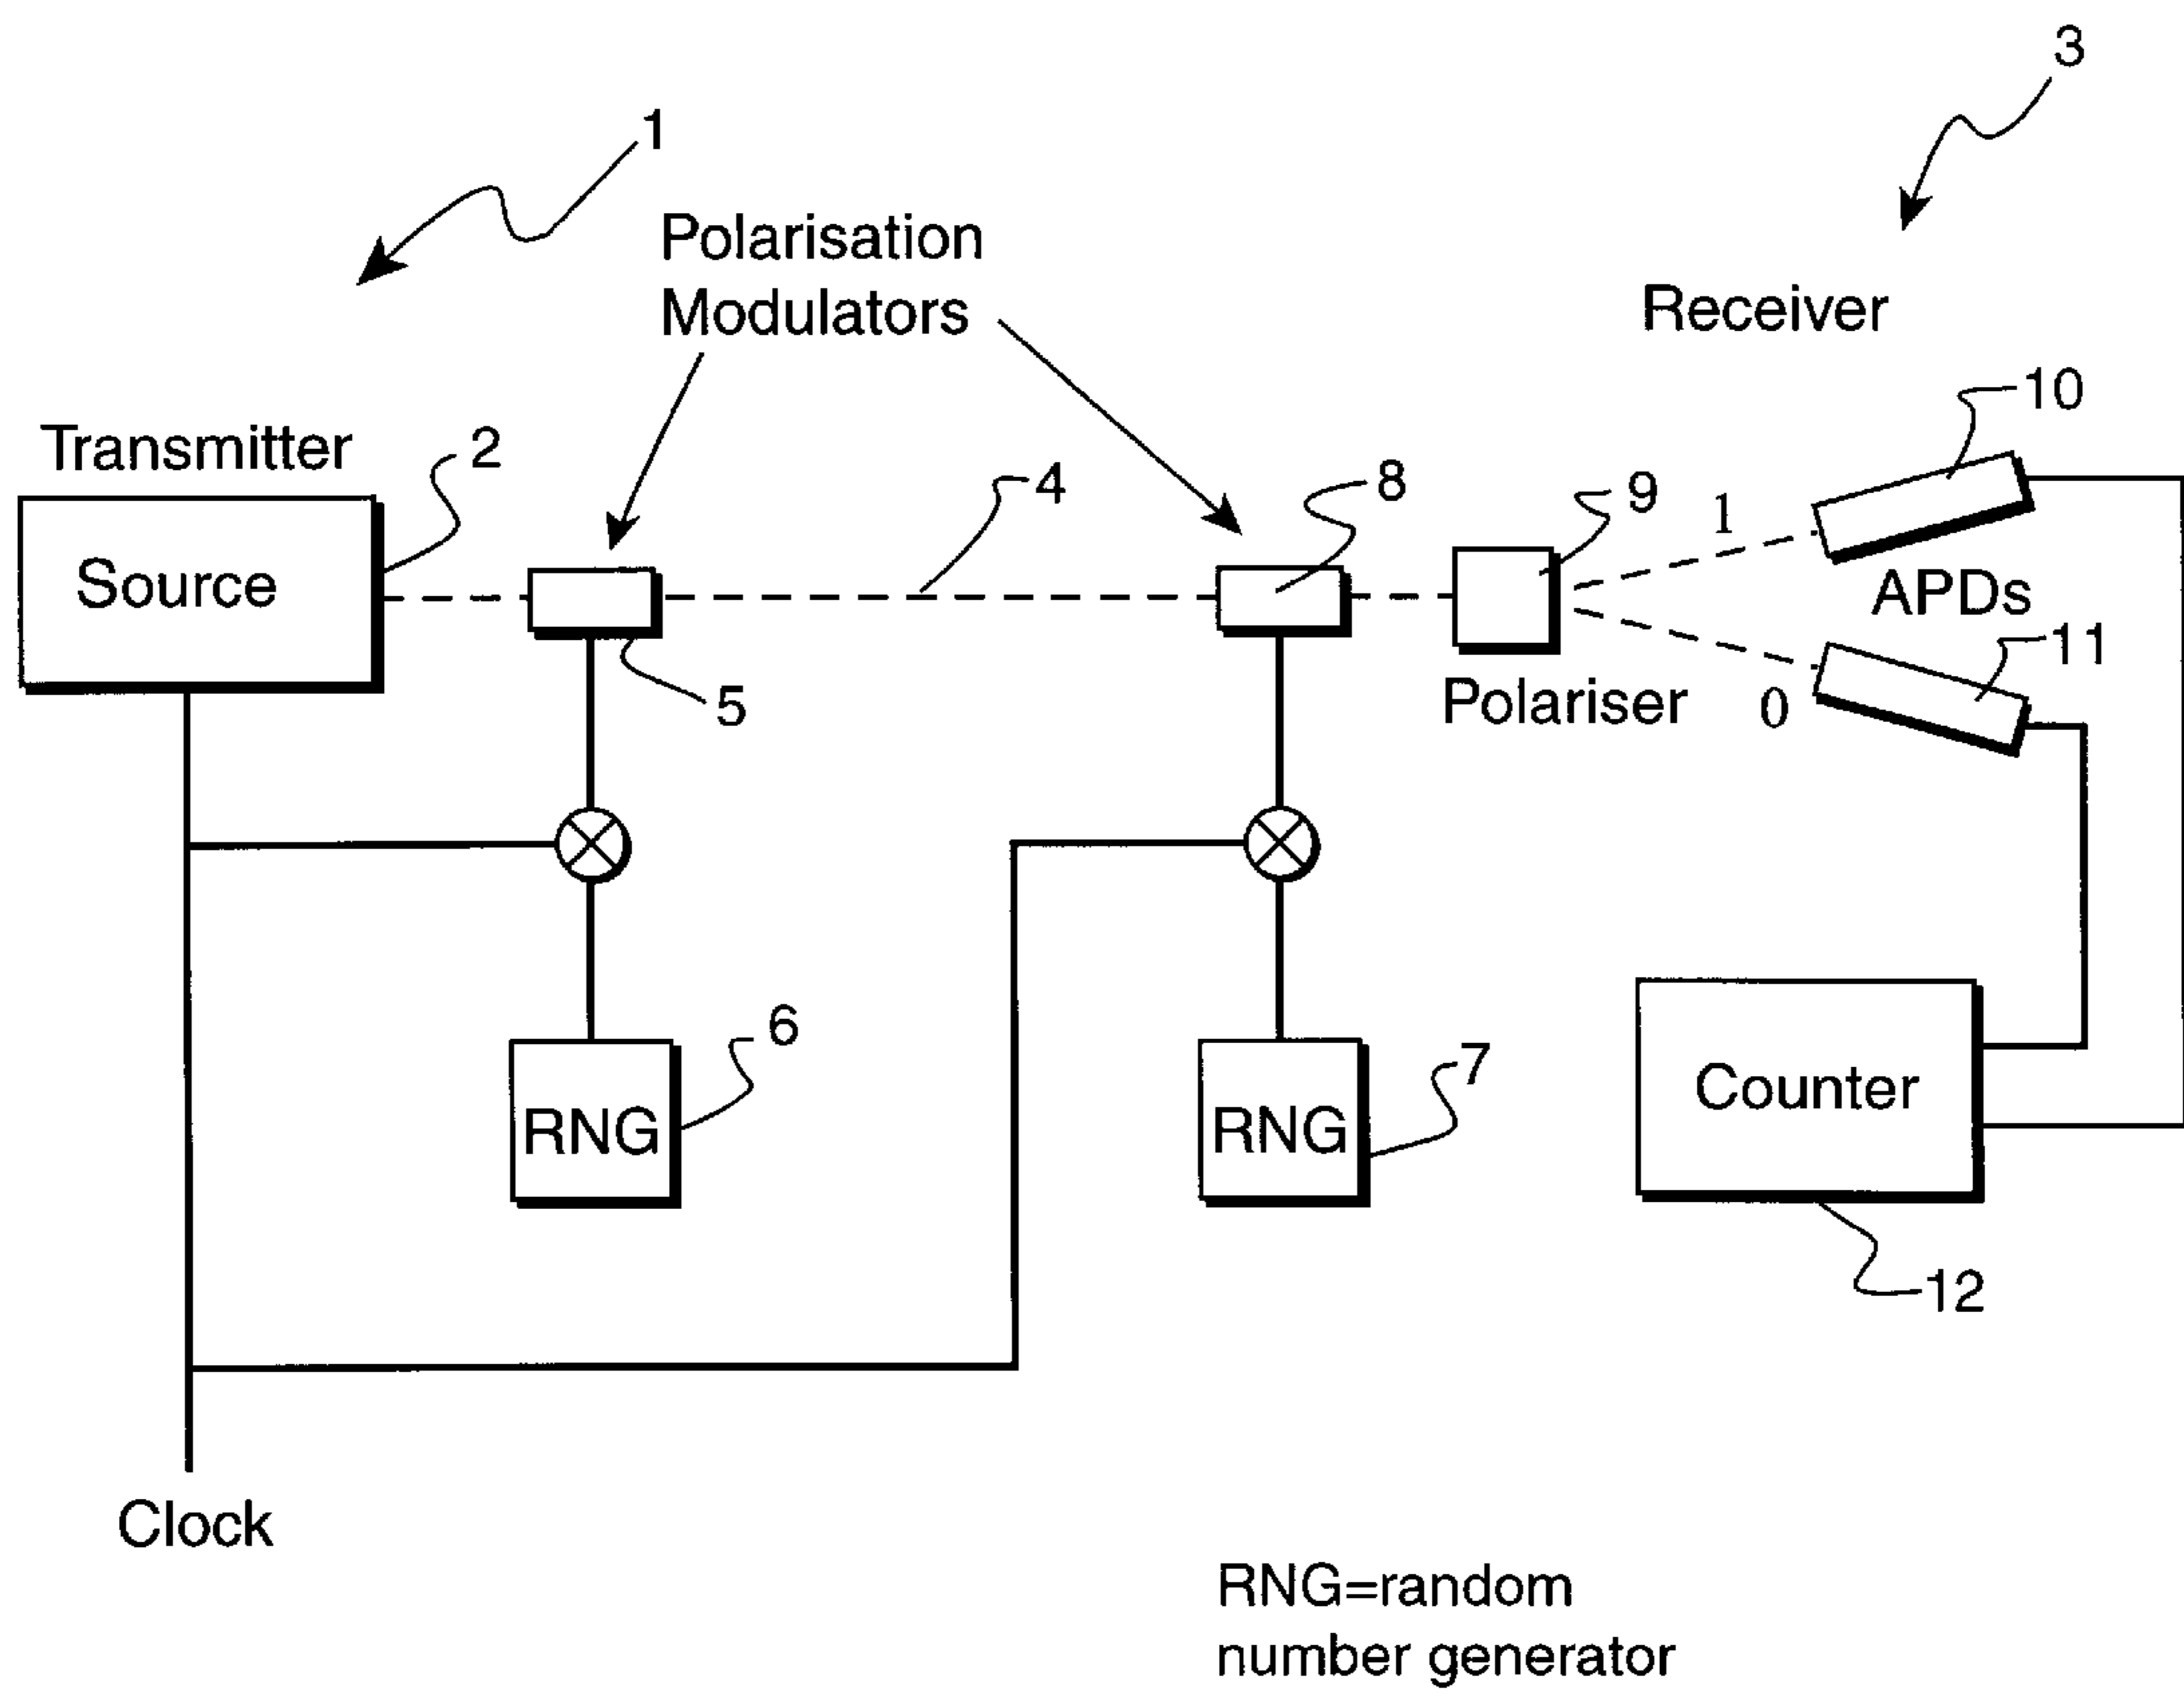 3
1
Polarisation
Modulators
Receiver
10
Transmitter
2
4
8
9
1
Source
APDs
11
5
Polariser
0
6
7
RNG
RNG
Counter
12
Clock
RNG=random
number generator